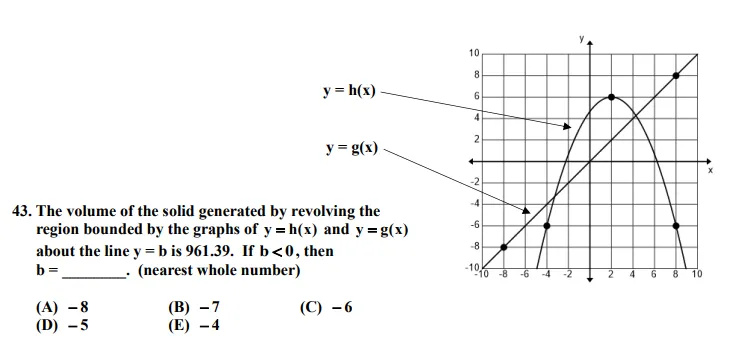 y
10
8
y = h(x)
6
4
2
y = g(x)
x
-2
43. The volume of the solid generated by revolving the
-4
region bounded by the graphs of y = h(x) and y = g(x)
-6
about the line y = b is 961.39. If b < 0, then
-8
b = ________. (nearest whole number)
-10
-10 -8 -6 -4 -2 2 4 6 8 10
(A) −8 (B) −7 (C) −6
(D) −5 (E) −4